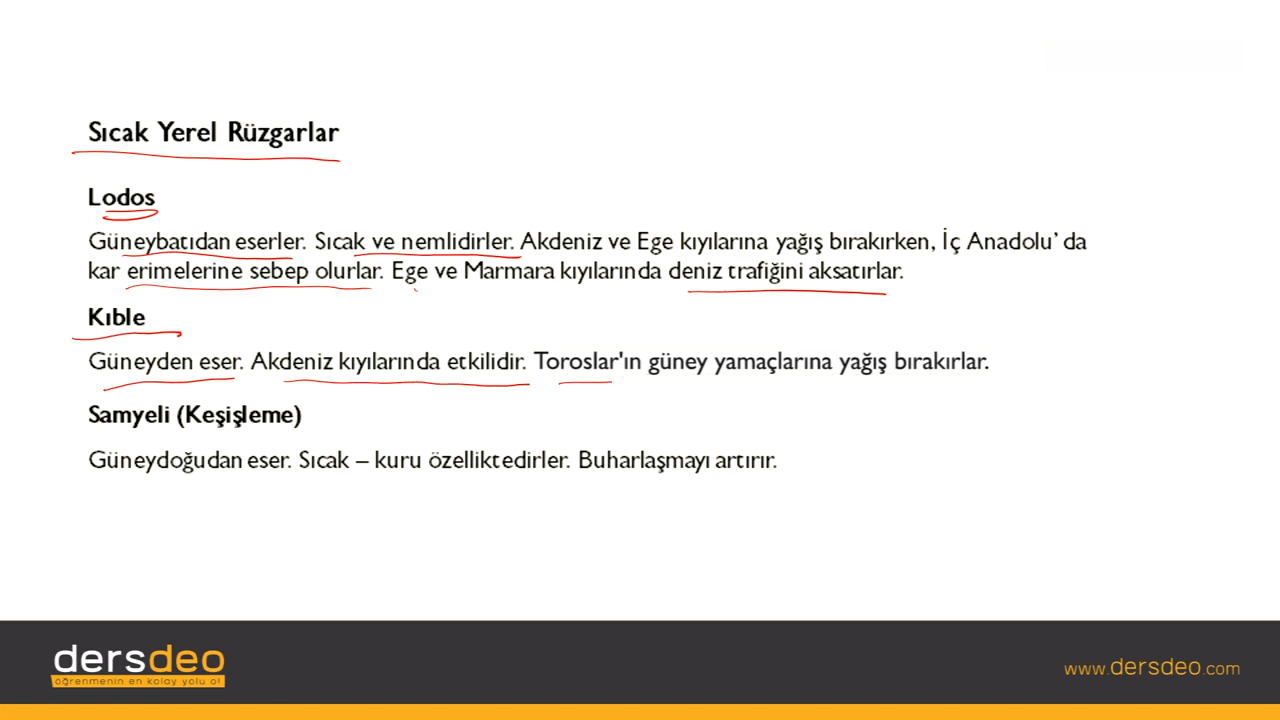 Sıcak Yerel Rüzgarlar
Lodos
Güneybatıdan eserler. Sıcak ve nemlidirler. Akdeniz ve Ege kıyılarına yağış bırakırken, İç Anadolu' da
kar erimelerine sebep olurlar. Ege ve Marmara kıyılarında deniz trafiğini aksatırlar.
Kıble
Güneyden eser. Akdeniz kıyılarında etkilidir. Toroslar'ın güney yamaçlarına yağış bırakırlar.
Samyeli (Keşişleme)
Güneydoğudan eser. Sıcak – kuru özelliktedirler. Buharlaşmayı artırır.
dersdeo
öğrenmenin en kolay yolu o!
www.dersdeo.com